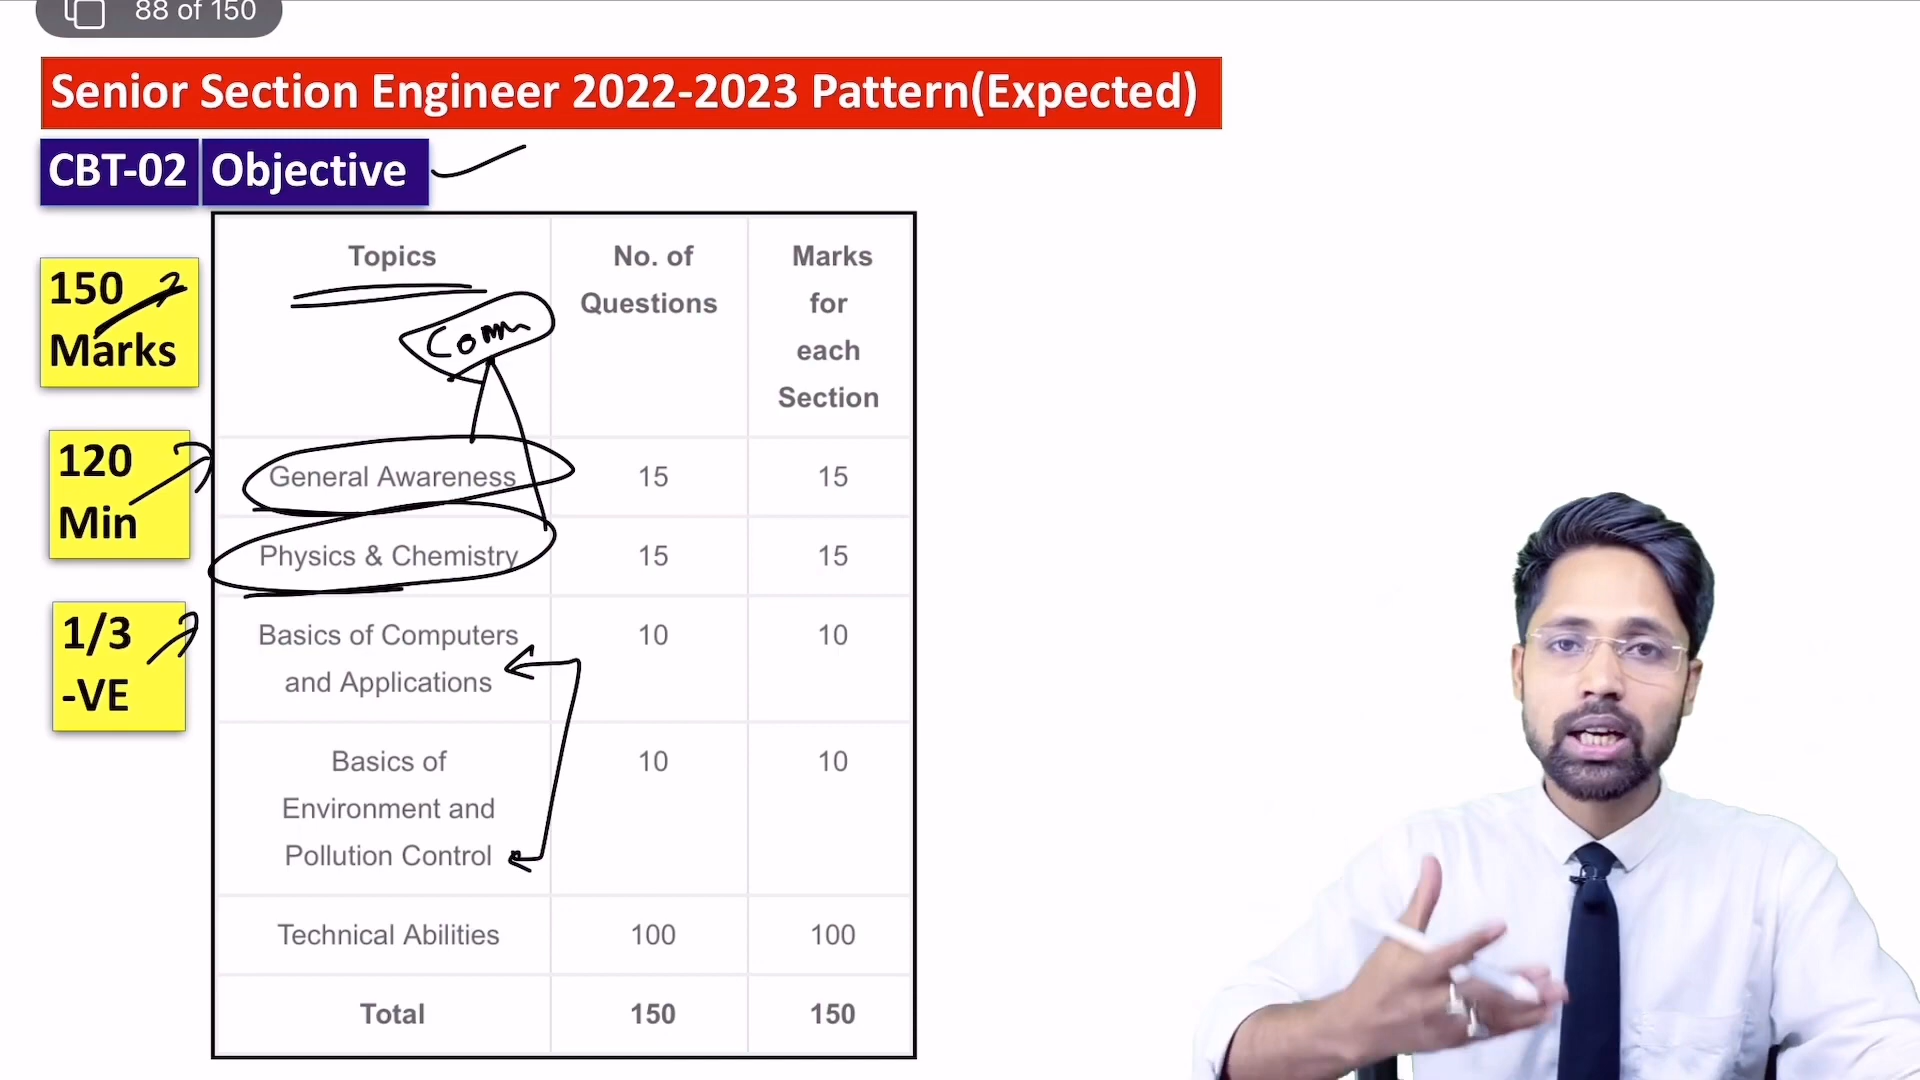 88 of 150
Senior Section Engineer 2022-2023 Pattern(Expected)
CBT-02 Objective
150
Marks
120
Min
1/3
-VE
Topics
No. of
Questions
Marks
for
each
Section
Comm
General Awareness 15 15
Physics & Chemistry 15 15
Basics of Computers
and Applications
10 10
Basics of
Environment and
Pollution Control
10 10
Technical Abilities 100 100
Total 150 150